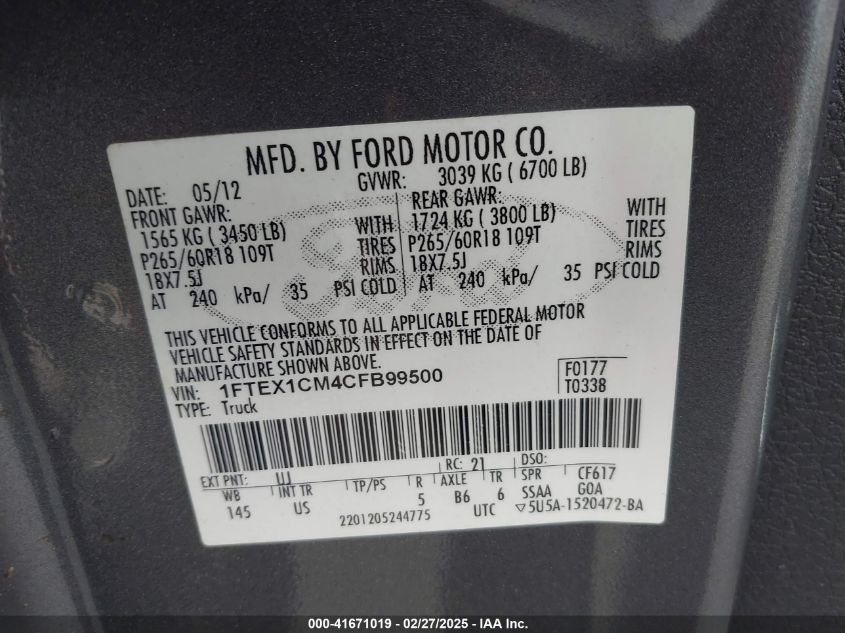 MFD. BY FORD MOTOR CO.
DATE: 05/12 GVWR: 3039 KG ( 6700 LB)
FRONT GAWR: REAR GAWR:
1565 KG ( 3450 LB) WITH 1724 KG ( 3800 LB) WITH
P265/60R18 109T TIRES P265/60R18 109T TIRES
18X7.5J RIMS 18X7.5J RIMS
AT 240 kPa/ 35 PSI COLD AT 240 kPa/ 35 PSI COLD
THIS VEHICLE CONFORMS TO ALL APPLICABLE FEDERAL MOTOR
VEHICLE SAFETY STANDARDS IN EFFECT ON THE DATE OF
MANUFACTURE SHOWN ABOVE.
VIN: 1FTEX1CM4CFB99500 F0177
TYPE: Truck T0338
EXT PNT: UJ RC: 21 DSO:
WB INT TR TP/PS R AXLE TR SPR CF617
145 US 5 B6 6 SSAA GOA
2201205244775 UTC ▽5U5A-1520472-BA
000-41671019 / 02/27/2025 - IAA Inc.